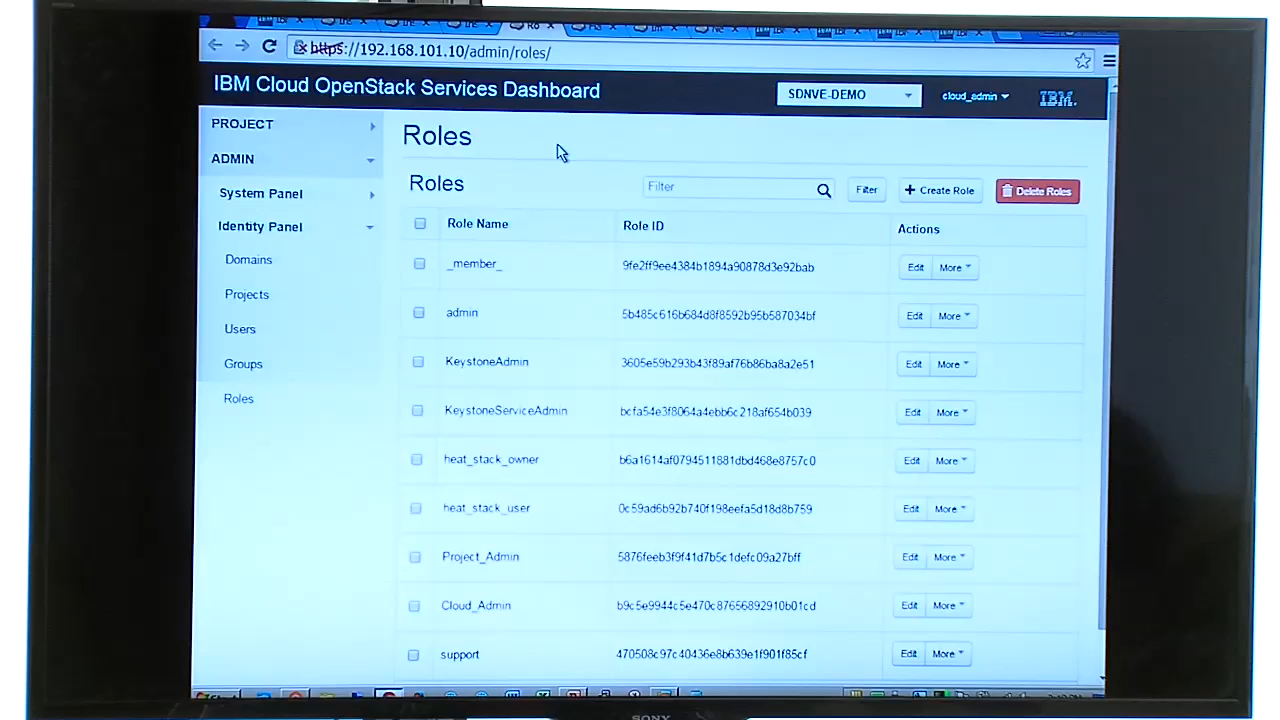 https://192.168.101.10/admin/roles/
IBM Cloud OpenStack Services Dashboard
SDNVE-DEMO
cloud_admin
IBM.
PROJECT
ADMIN
System Panel
Identity Panel
Domains
Projects
Users
Groups
Roles
Roles
Roles
Filter
Filter
+ Create Role
Delete Roles
Role Name Role ID Actions
_member_ 9fe2ff9ee4384b1894a90878d3e92bab Edit More
admin 5b485c616b684d8f8592b95b587034bf Edit More
KeystoneAdmin 3605e59b293b43f89af76b86ba8a2e51 Edit More
KeystoneServiceAdmin bcfa54e3f8064a4ebb6c218af654b039 Edit More
heat_stack_owner b6a1614af0794511881dbd468e8757c0 Edit More
heat_stack_user 0c59ad6b92b740f198eefa5d18d8b759 Edit More
Project_Admin 5876feeb3f9f41d7b5c1defc09a27bff Edit More
Cloud_Admin b9c5e9944c5e470c87656892910b01cd Edit More
support 470508c97c40436e8b639e1f901f85cf Edit More
SONY